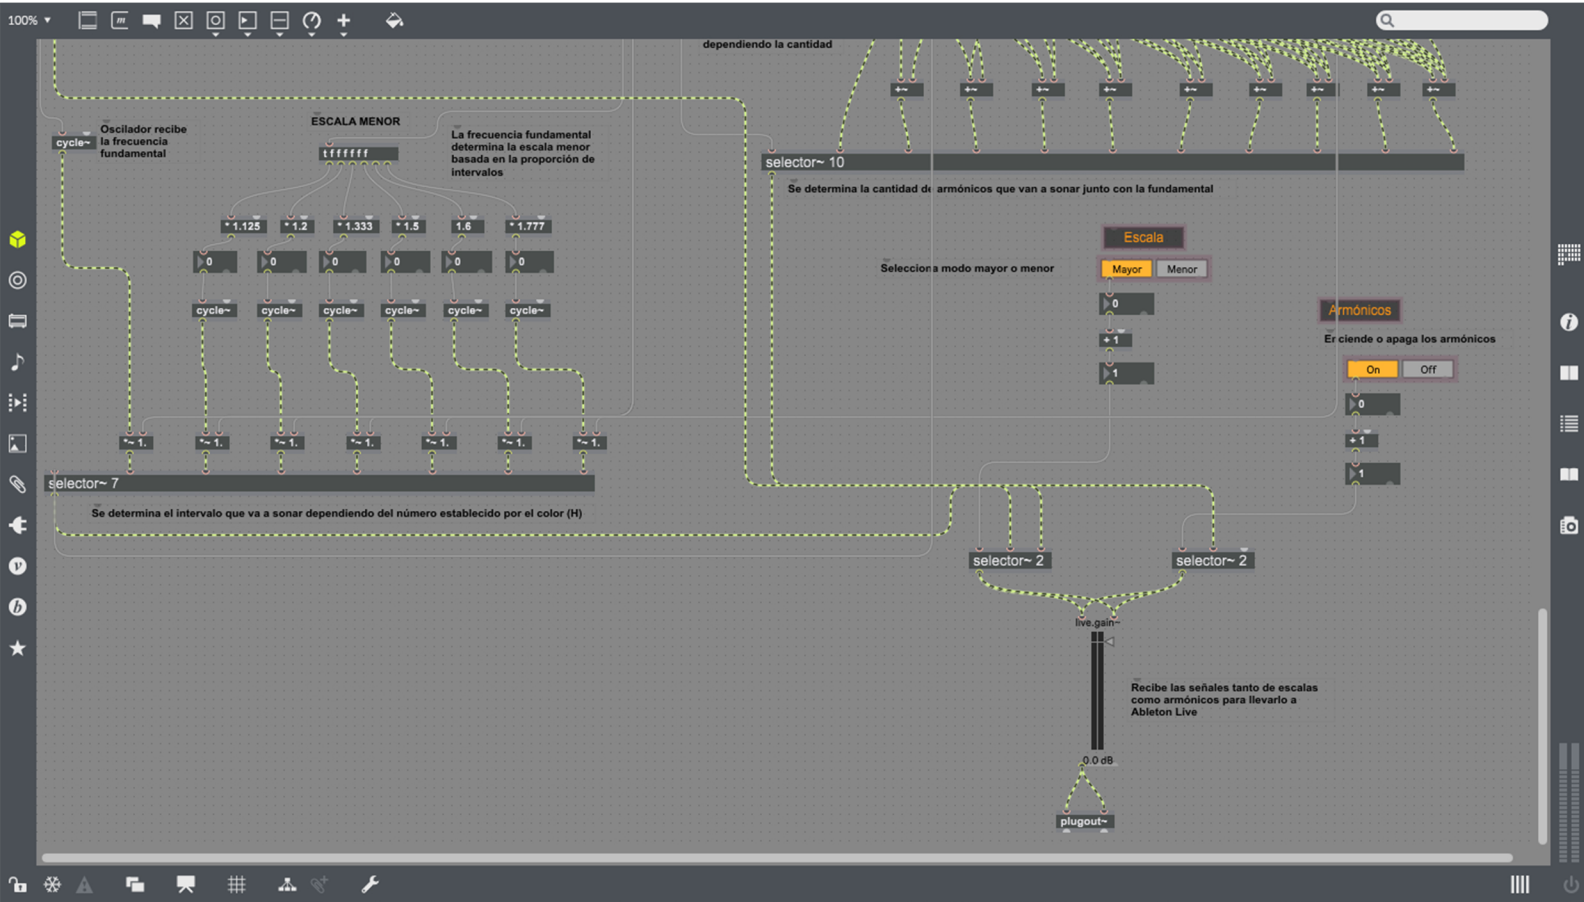 100%
dependiendo la cantidad
+~ +~ +~ +~ +~ +~ +~ +~ +~
ESCALA MENOR
cycle~
Oscilador recibe
la frecuencia
fundamental
t f f f f f f
La frecuencia fundamental
determina la escala menor
basada en la proporción de
intervalos
selector~ 10
Se determina la cantidad de armónicos que van a sonar junto con la fundamental
* 1.125 * 1.2 * 1.333 * 1.5 1.6 * 1.777
0 0 0 0 0 0
cycle~ cycle~ cycle~ cycle~ cycle~ cycle~
Escala
Selecciona modo mayor o menor
Mayor Menor
0
+ 1
1
Armónicos
Enciende o apaga los armónicos
On Off
0
+ 1
1
*~ 1. *~ 1. *~ 1. *~ 1. *~ 1. *~ 1. *~ 1.
selector~ 7
Se determina el intervalo que va a sonar dependiendo del número establecido por el color (H)
selector~ 2 selector~ 2
live.gain~
Recibe las señales tanto de escalas
como armónicos para llevarlo a
Ableton Live
0.0 dB
plugout~